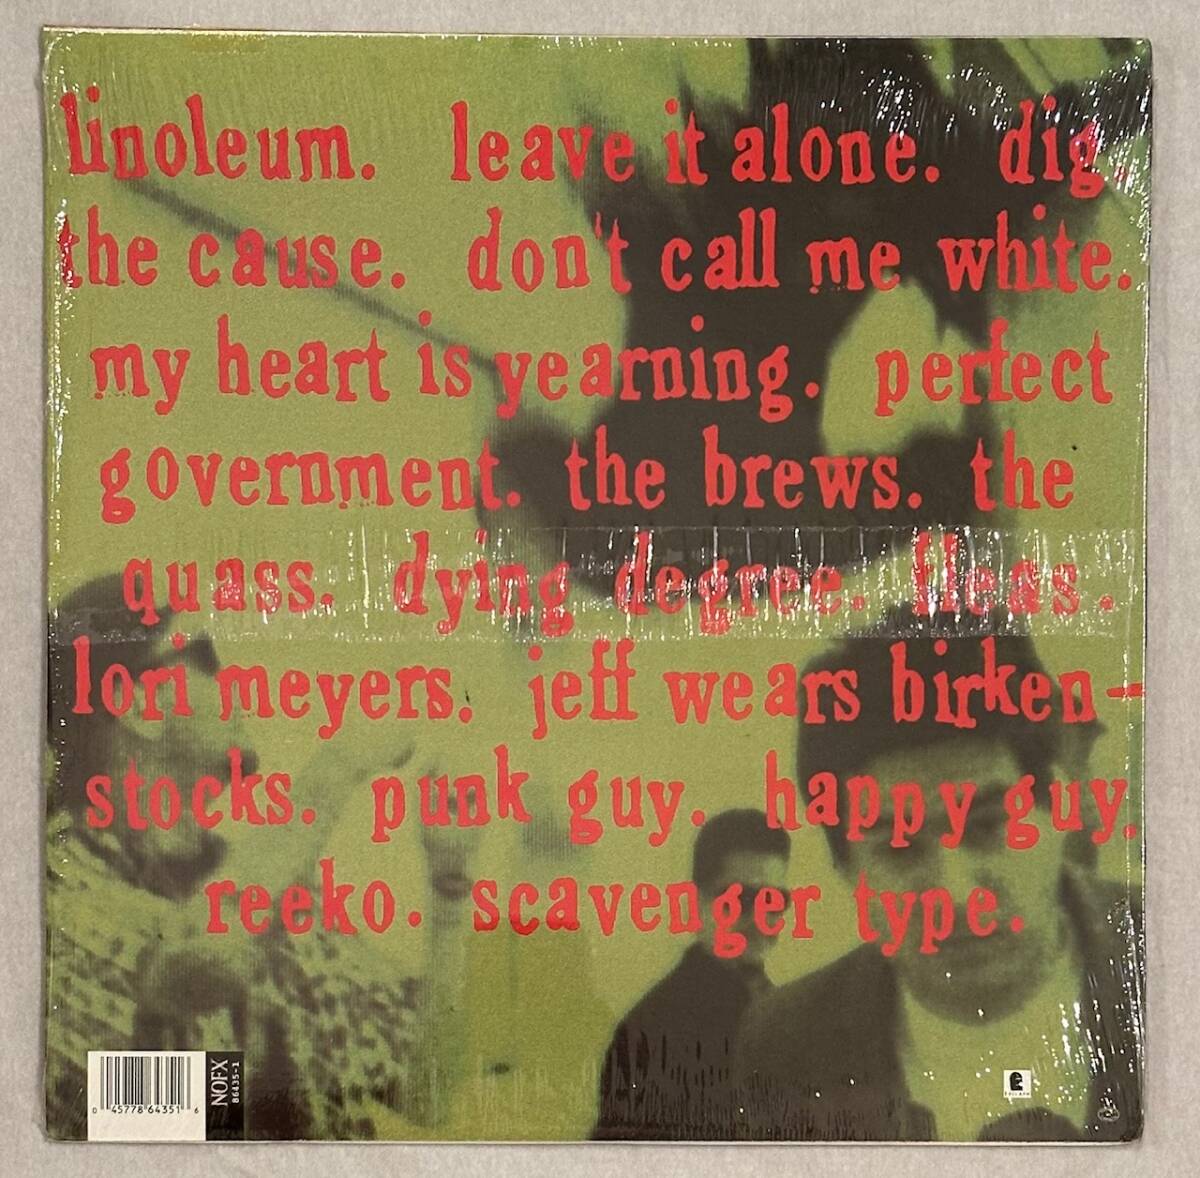 linoleum. leave it alone. dig.
the cause. don't call me white.
my heart is yearning. perfect
government. the brews. the
quass. dying degree. fleas.
lori meyers. jeff wears birken-
stocks. punk guy. happy guy.
reeko. scavenger type.
NOFX
86435-1
0 45778 64351 6
EPITAPH